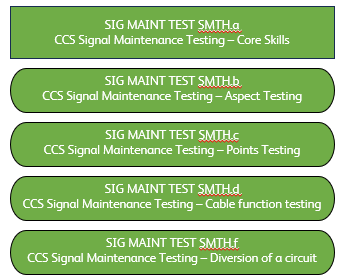 SIG MAINT TEST SMTH.a
CCS Signal Maintenance Testing – Core Skills
SIG MAINT TEST SMTH.b
CCS Signal Maintenance Testing – Aspect Testing
SIG MAINT TEST SMTH.c
CCS Signal Maintenance Testing – Points Testing
SIG MAINT TEST SMTH.d
CCS Signal Maintenance Testing – Cable function testing
SIG MAINT TEST SMTH.f
CCS Signal Maintenance Testing – Diversion of a circuit